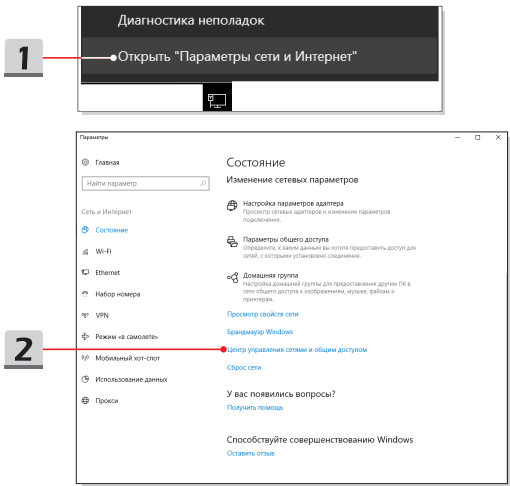 Диагностика неполадок
1
Открыть "Параметры сети и Интернет"
Параметры
Главная
Найти параметр
Сеть и Интернет
Состояние
Wi-Fi
Ethernet
Набор номера
VPN
2
Режим «в самолете»
Мобильный хот-спот
Использование данных
Прокси
Состояние
Изменение сетевых параметров
Настройка параметров адаптера
Просмотр сетевых адаптеров и изменение параметров
подключения.
Параметры общего доступа
Определите, к каким данным вы хотите предоставить доступ для
сетей, с которыми установлено соединение.
Домашняя группа
Настройка домашней группы для предоставления другим ПК в
сети общего доступа к изображениям, музыке, файлам и
принтерам.
Просмотр свойств сети
Брандмауэр Windows
Центр управления сетями и общим доступом
Сброс сети
У вас появились вопросы?
Получить помощь
Способствуйте совершенствованию Windows
Оставить отзыв